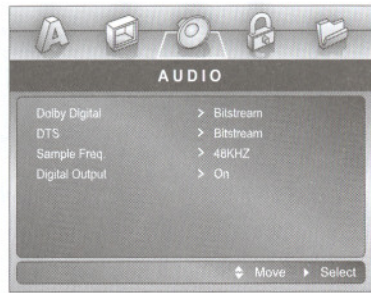 A
AUDIO
Dolby Digital > Bitstream
DTS > Bitstream
Sample Freq. > 48KHZ
Digital Output > On
Move Select